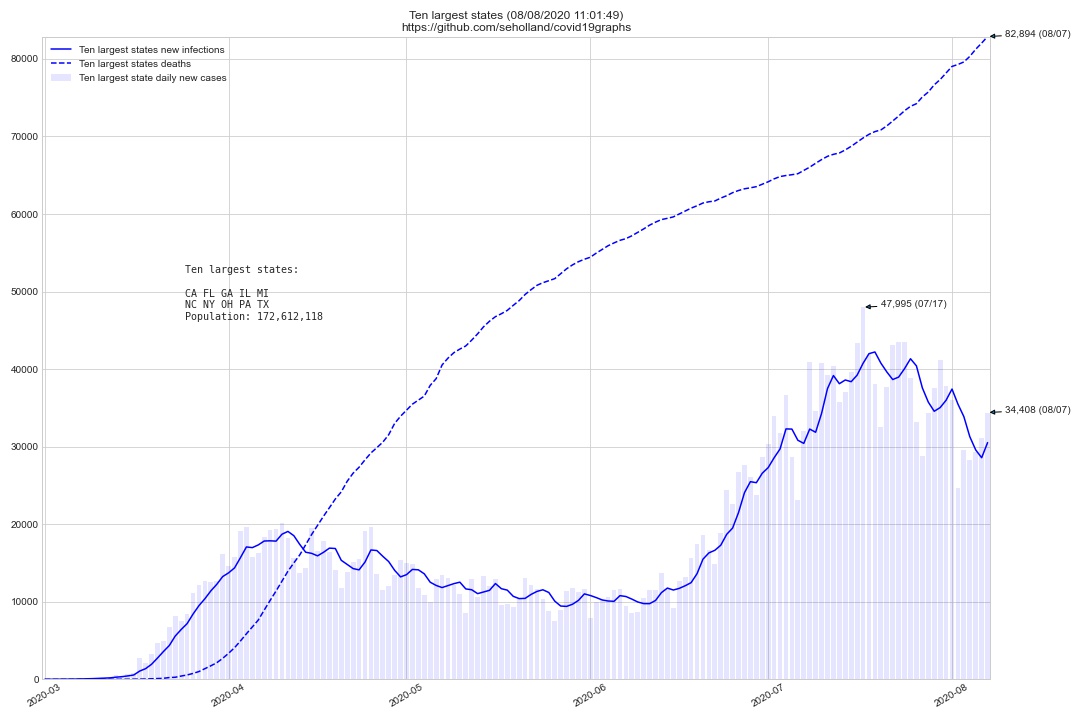 Ten largest states (08/08/2020 11:01:49)
https://github.com/seholland/covid19graphs
Ten largest states new infections
Ten largest states deaths
Ten largest state daily new cases
82,894 (08/07)
80000
70000
60000
50000
40000
30000
20000
10000
0
Ten largest states:
CA FL GA IL MI
NC NY OH PA TX
Population: 172,612,118
47,995 (07/17)
34,408 (08/07)
2020-03
2020-04
2020-05
2020-06
2020-07
2020-08